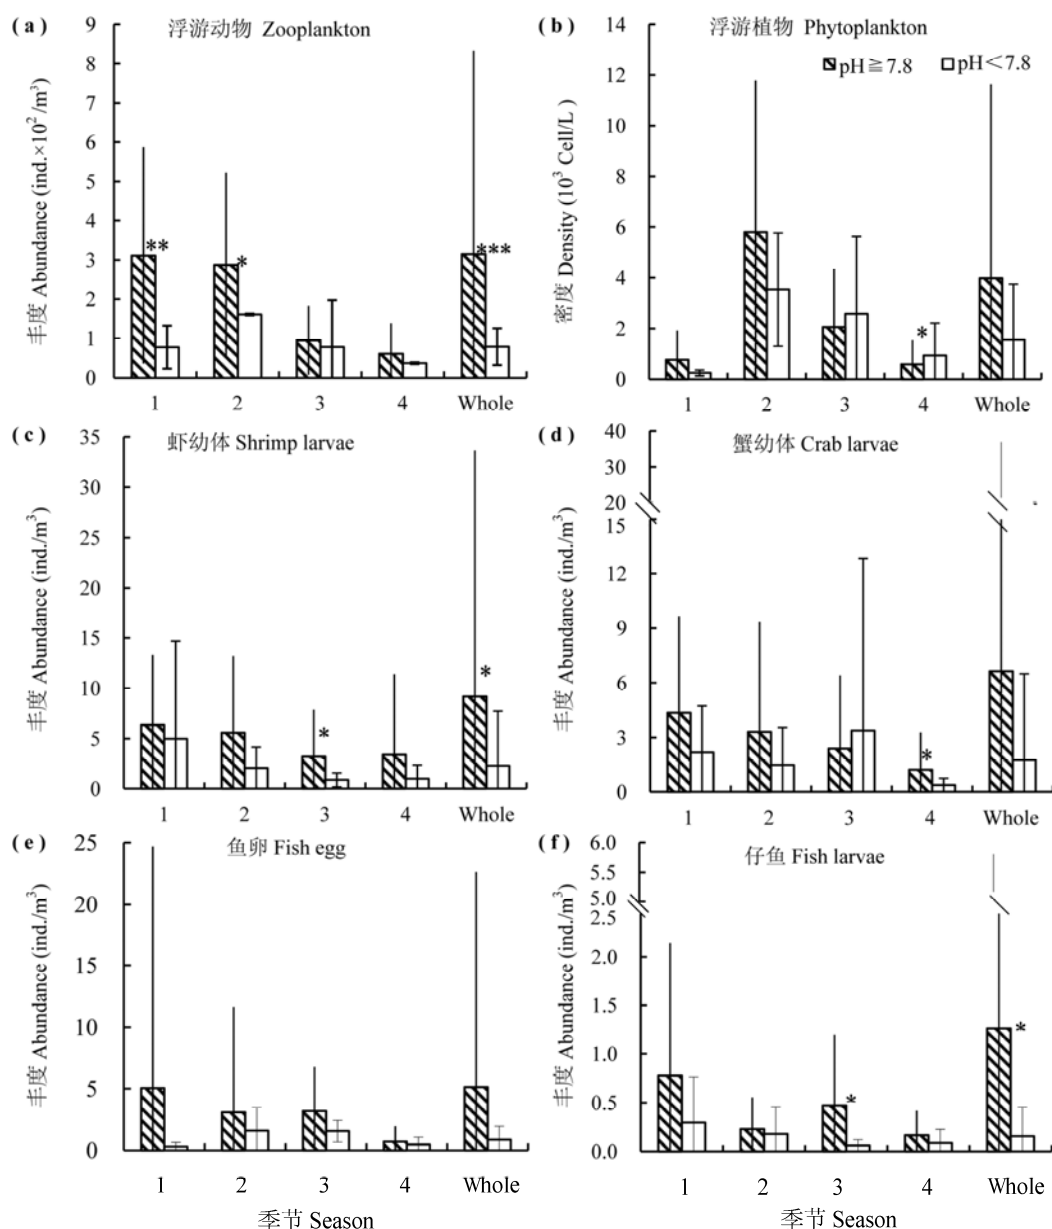 ( a )
浮游动物 Zooplankton
丰度 Abundance (ind.×10² /m³)
9
8
7
6
5
4
3
2
1
0
**
*
***
1 2 3 4 Whole
( b )
浮游植物 Phytoplankton
pH≧7.8 pH＜7.8
密度 Density (10³ Cell/L)
14
12
10
8
6
4
2
0
*
1 2 3 4 Whole
( c )
虾幼体 Shrimp larvae
丰度 Abundance (ind./m³)
35
30
25
20
15
10
5
0
*
*
1 2 3 4 Whole
( d )
蟹幼体 Crab larvae
丰度 Abundance (ind./m³)
40
30
20
15
12
9
6
3
0
*
1 2 3 4 Whole
( e )
鱼卵 Fish egg
丰度 Abundance (ind./m³)
25
20
15
10
5
0
1 2 3 4 Whole
季节 Season
( f )
仔鱼 Fish larvae
丰度 Abundance (ind./m³)
6.0
5.5
5.0
2.5
2.0
1.5
1.0
0.5
0.0
*
*
1 2 3 4 Whole
季节 Season